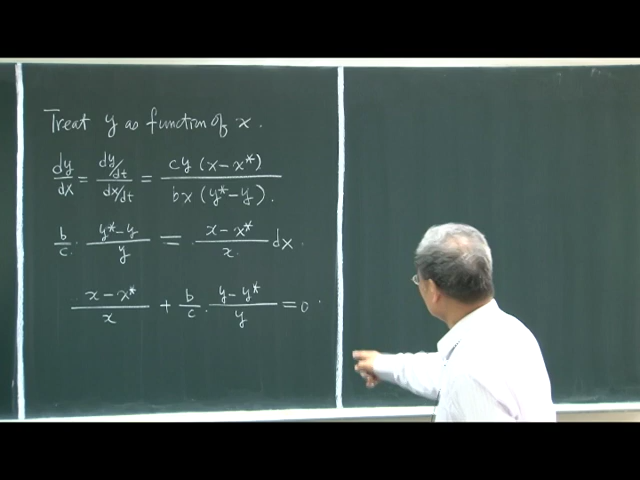 Treat y as function of x.
dy/dx = (dy/dt)/(dx/dt) = cy(x-x*)/bx(y*-y).
b/c · (y*-y)/y = (x-x*)/x dx.
(x-x*)/x + b/c · (y-y*)/y = 0.